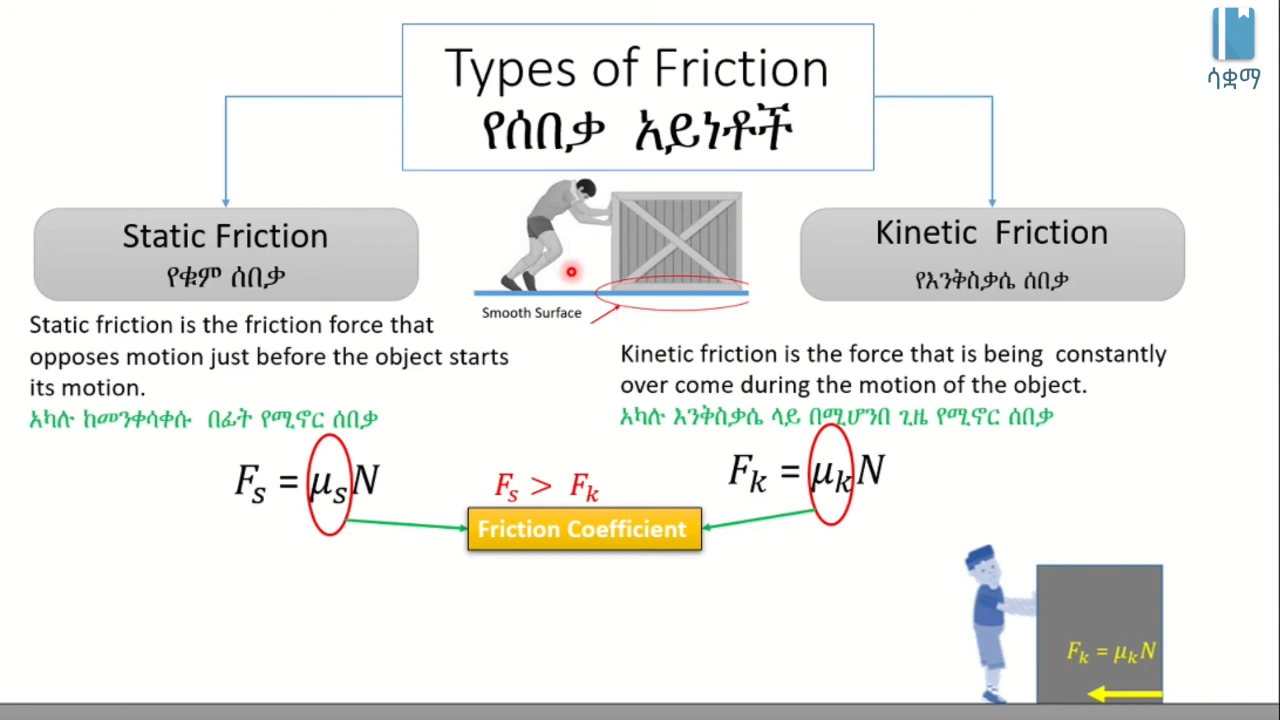 ሳቋማ
Types of Friction
የሰበቃ አይነቶች
Static Friction
የቁም ሰበቃ
Kinetic Friction
የእንቅስቃሴ ሰበቃ
Smooth Surface
Static friction is the friction force that
opposes motion just before the object starts
its motion.
አካሉ ከመንቀሳቀሱ በፊት የሚኖር ሰበቃ
Kinetic friction is the force that is being constantly
over come during the motion of the object.
አካሉ እንቅስቃሴ ላይ በሚሆንበ ጊዜ የሚኖር ሰበቃ
Fₛ = μₛN
Fₛ > Fₖ
Fₖ = μₖN
Friction Coefficient
Fₖ = μₖN